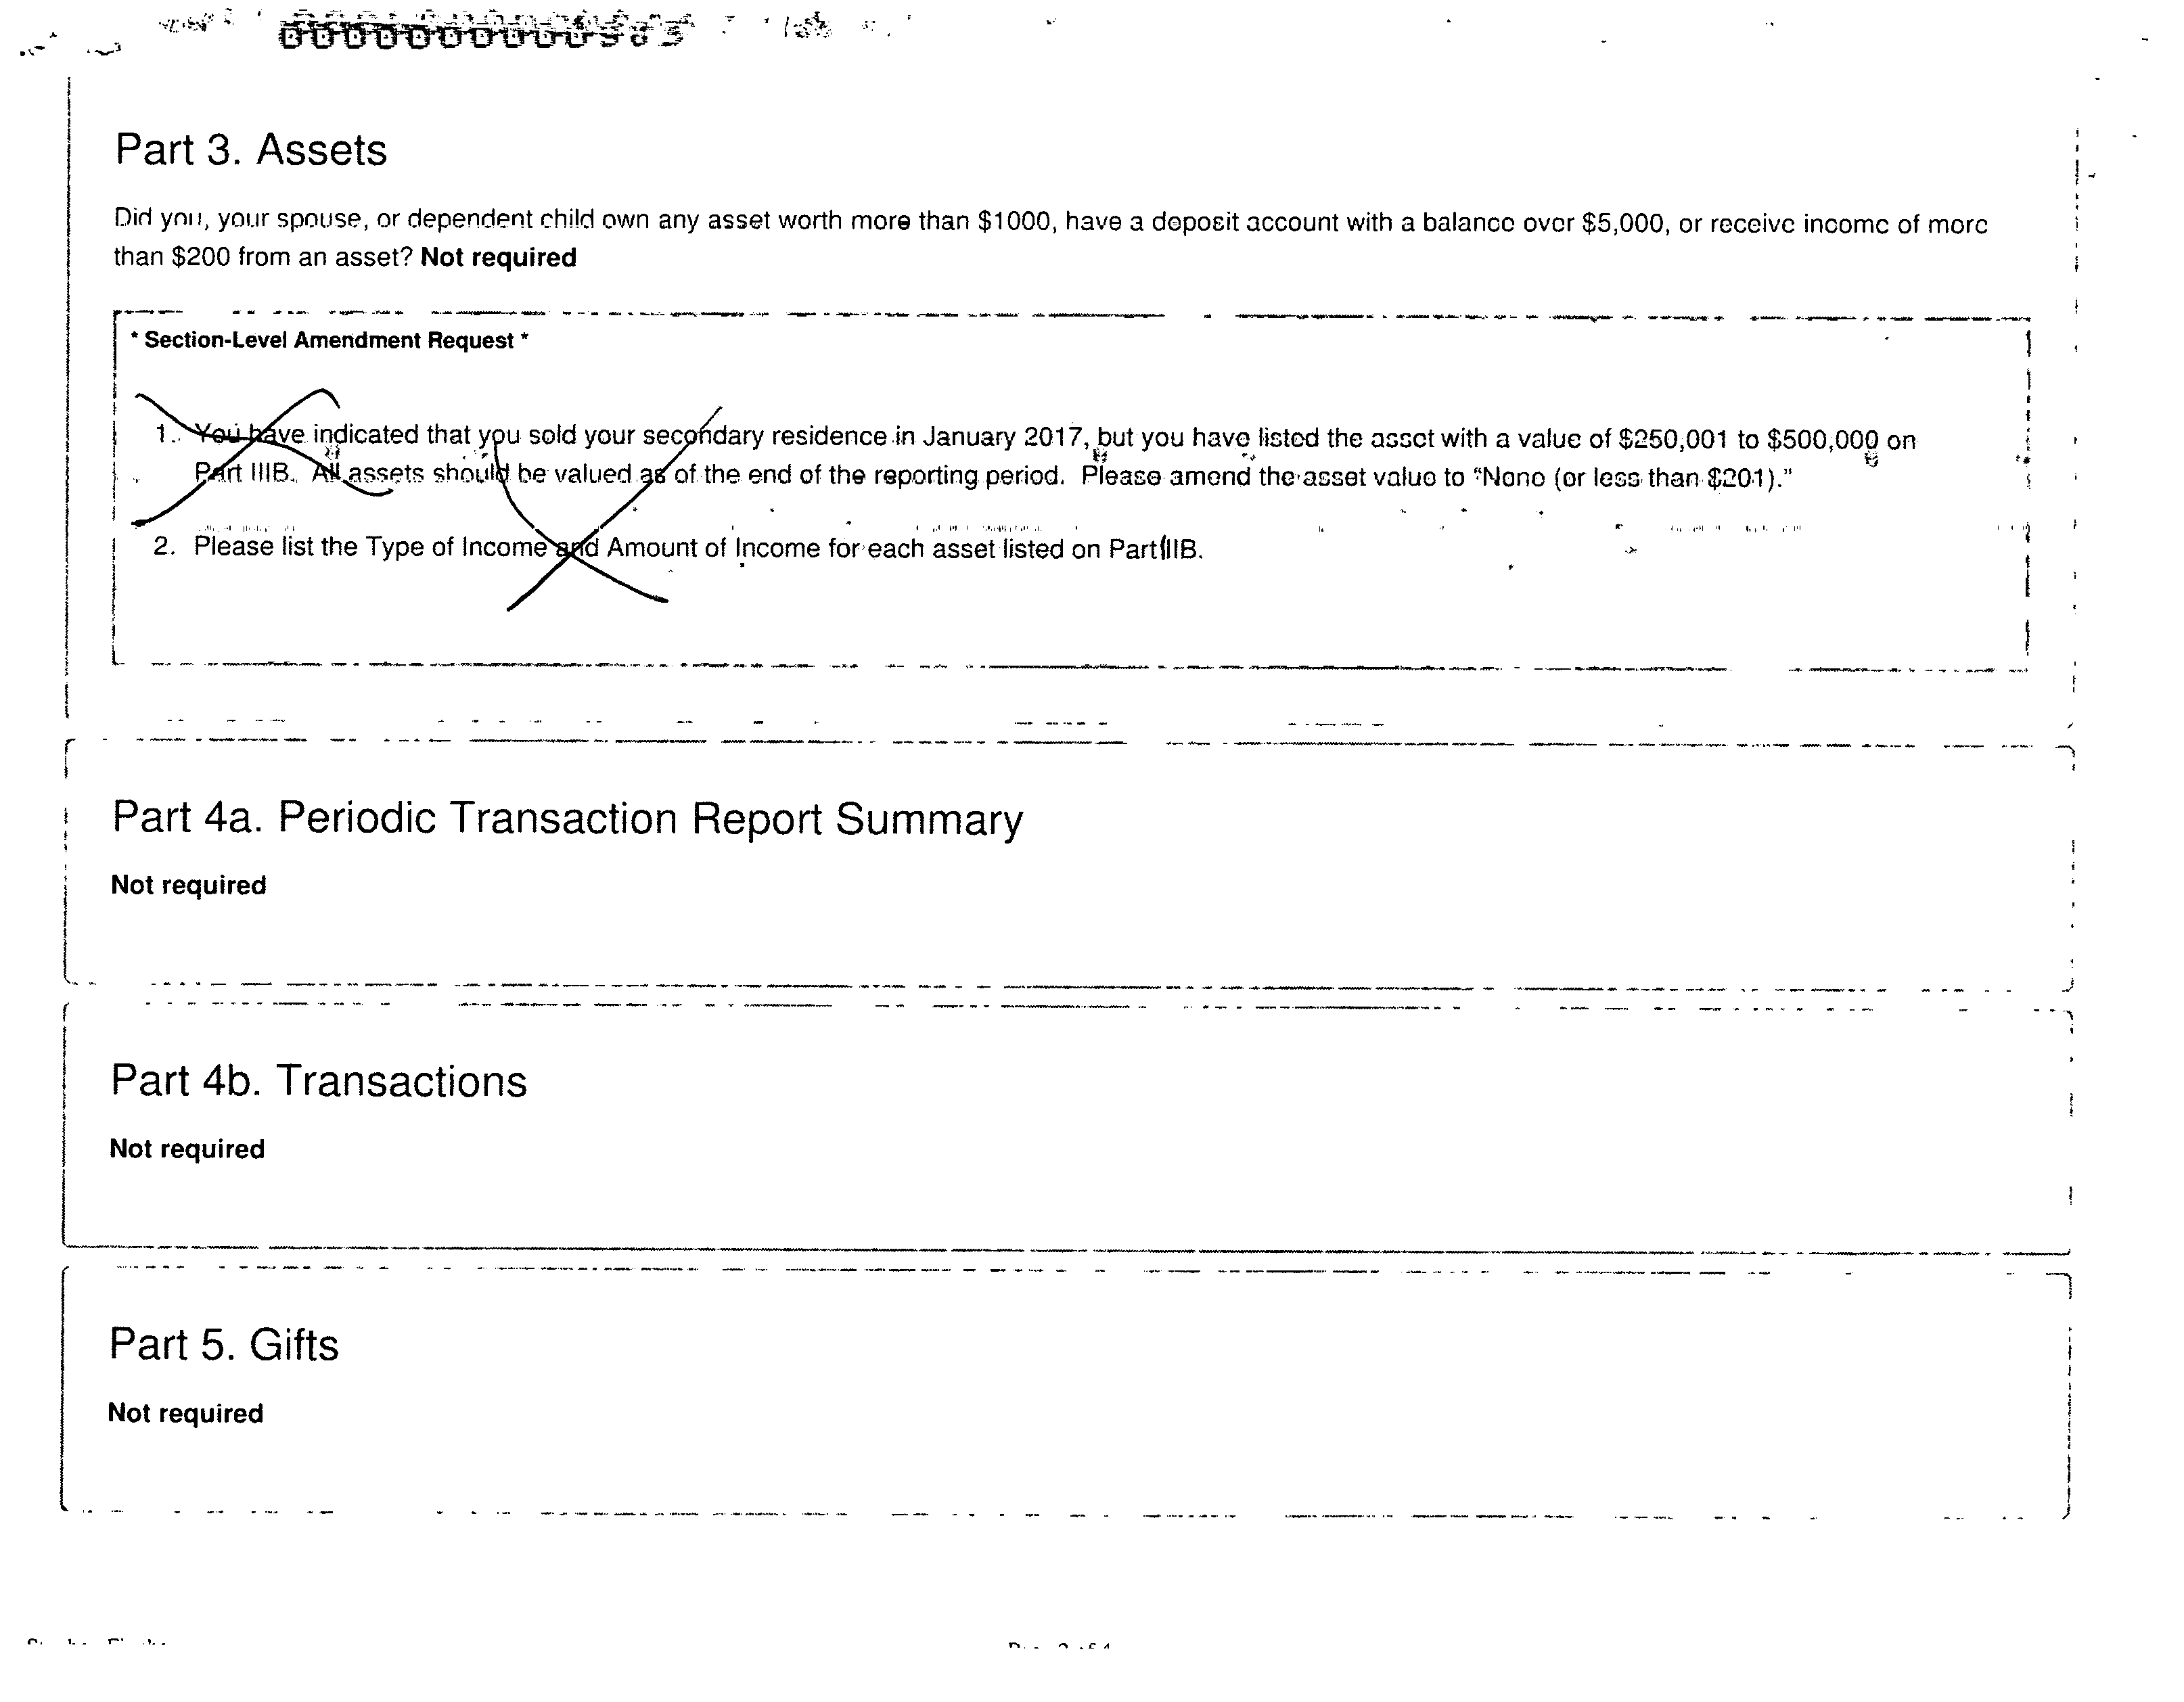 Part 3. Assets
Did you, your spouse, or dependent child own any asset worth more than $1000, have a deposit account with a balance over $5,000, or receive income of more
than $200 from an asset? Not required
* Section-Level Amendment Request *
1. You have indicated that you sold your secondary residence in January 2017, but you have listed the asset with a value of $250,001 to $500,000 on
Part IIIB. All assets should be valued as of the end of the reporting period. Please amend the asset value to “None (or less than $201).”
2. Please list the Type of Income and Amount of Income for each asset listed on Part IIIB.
Part 4a. Periodic Transaction Report Summary
Not required
Part 4b. Transactions
Not required
Part 5. Gifts
Not required